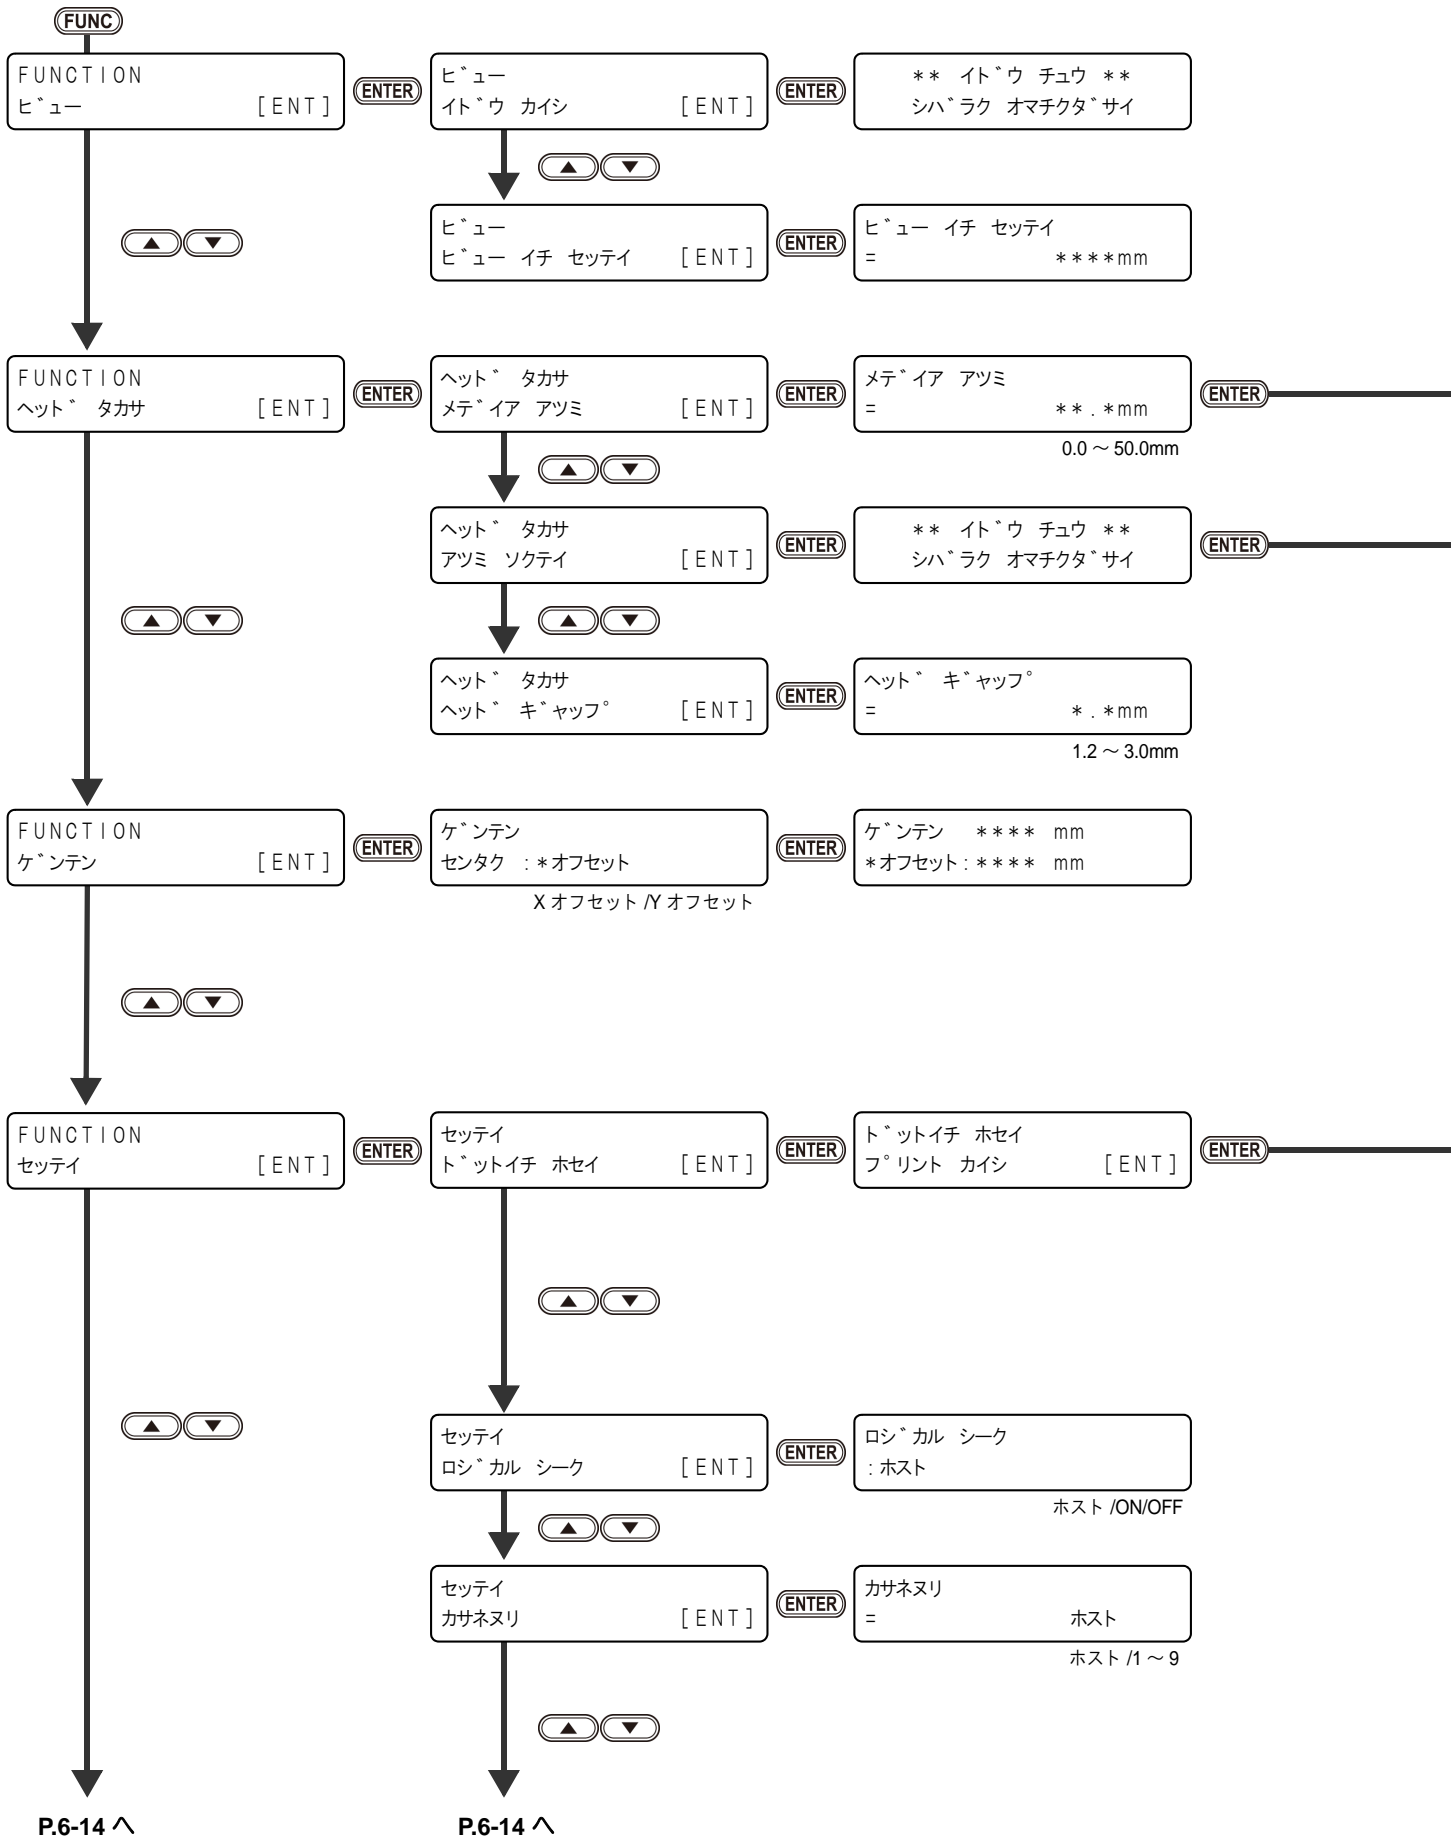 FUNC
FUNCTION
ビュー [ENT]
ENTER
ビュー
イドウ カイシ [ENT]
ENTER
** イドウ チュウ **
シバラク オマチクダサイ
▲ ▼
▲ ▼
ビュー
ビュー イチ セッテイ [ENT]
ENTER
ビュー イチ セッテイ
= ****mm
FUNCTION
ヘッド タカサ [ENT]
ENTER
ヘッド タカサ
メディア アツミ [ENT]
ENTER
メディア アツミ
= **.*mm
ENTER
0.0 ～ 50.0mm
▲ ▼
ヘッド タカサ
アツミ ソクテイ [ENT]
ENTER
** イドウ チュウ **
シバラク オマチクダサイ
ENTER
▲ ▼
▲ ▼
ヘッド タカサ
ヘッド ギャップ [ENT]
ENTER
ヘッド ギャップ
= *.*mm
1.2 ～ 3.0mm
FUNCTION
ゲンテン [ENT]
ENTER
ゲンテン
センタク :*オフセット
ENTER
ゲンテン **** mm
*オフセット:**** mm
X オフセット /Y オフセット
▲ ▼
FUNCTION
セッテイ [ENT]
ENTER
セッテイ
ドットイチ ホセイ [ENT]
ENTER
ドットイチ ホセイ
プリント カイシ [ENT]
ENTER
▲ ▼
▲ ▼
セッテイ
ロジカル シーク [ENT]
ENTER
ロジカル シーク
:ホスト
ホスト /ON/OFF
▲ ▼
セッテイ
カサネヌリ [ENT]
ENTER
カサネヌリ
= ホスト
ホスト /1 ～ 9
▲ ▼
P.6-14 へ
P.6-14 へ